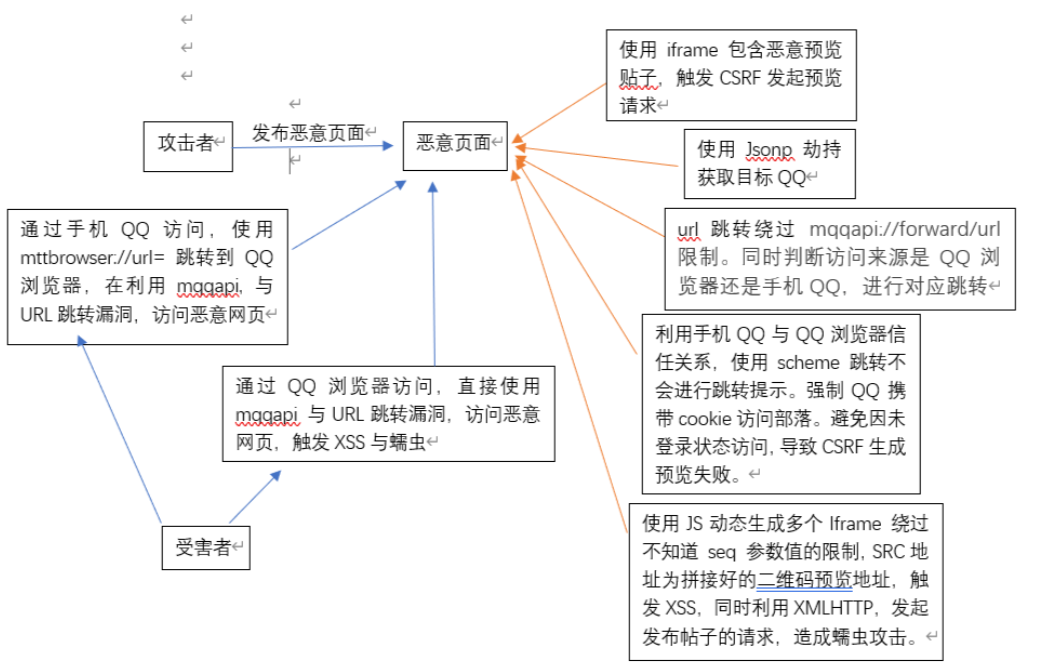 使用 iframe 包含恶意预览
贴子，触发 CSRF 发起预览
请求
攻击者
发布恶意页面
恶意页面
使用 Jsonp 劫持
获取目标 QQ
通过手机 QQ 访问，使用
mttbrowser://url= 跳转到 QQ
浏览器，在利用 mqqapi, 与
URL 跳转漏洞，访问恶意网页
url 跳转绕过 mqqapi://forward/url
限制。同时判断访问来源是 QQ 浏
览器还是手机 QQ，进行对应跳转
利用手机 QQ 与 QQ 浏览器信
任关系，使用 scheme 跳转不
会进行跳转提示。强制 QQ 携
带 cookie 访问部落。避免因未
登录状态访问, 导致 CSRF 生成
预览失败。
通过 QQ 浏览器访问，直接使用
mqqapi 与 URL 跳转漏洞，访问恶意
网页，触发 XSS 与蠕虫
使用 JS 动态生成多个 Iframe 绕过
不知道 seq 参数值的限制, SRC 地
址为拼接好的二维码预览地址，触
发 XSS，同时利用 XMLHTTP，发起
发布帖子的请求，造成蠕虫攻击。
受害者